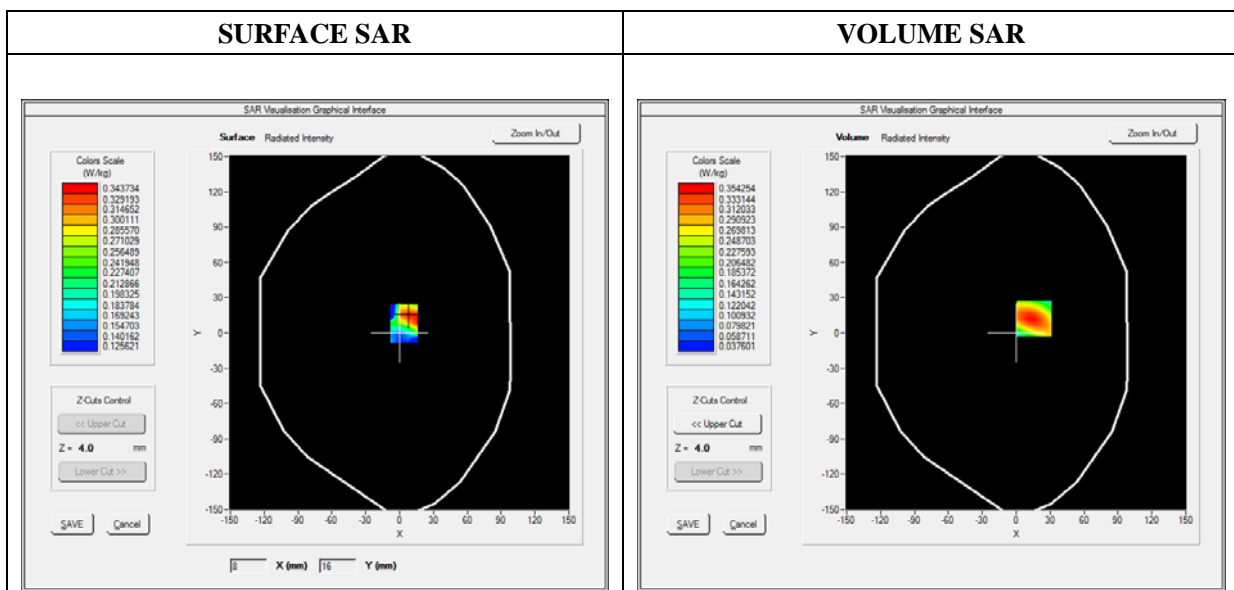 SURFACE SAR
VOLUME SAR
SAR Visualisation Graphical Interface
Surface Radiated Intensity
Zoom In/Out
Colors Scale
(W/kg)
0.343734
0.329193
0.314652
0.300111
0.285570
0.271029
0.256489
0.241948
0.227407
0.212866
0.198325
0.183784
0.169243
0.154703
0.140162
0.125621
150
120
90
60
30
0
-30
-60
-90
-120
-150
Y
-150 -120 -90 -60 -30 0 30 60 90 120 150
X
Z-Cuts Control
<< Upper Cut
Z = 4.0 mm
Lower Cut >>
SAVE Cancel
8 X (mm) 16 Y (mm)
SAR Visualisation Graphical Interface
Volume Radiated Intensity
Zoom In/Out
Colors Scale
(W/kg)
0.354254
0.333144
0.312033
0.290923
0.269813
0.248703
0.227593
0.206482
0.185372
0.164262
0.143152
0.122042
0.100932
0.079821
0.058711
0.037601
150
120
90
60
30
0
-30
-60
-90
-120
-150
Y
-150 -120 -90 -60 -30 0 30 60 90 120 150
X
Z-Cuts Control
<< Upper Cut
Z = 4.0 mm
Lower Cut >>
SAVE Cancel